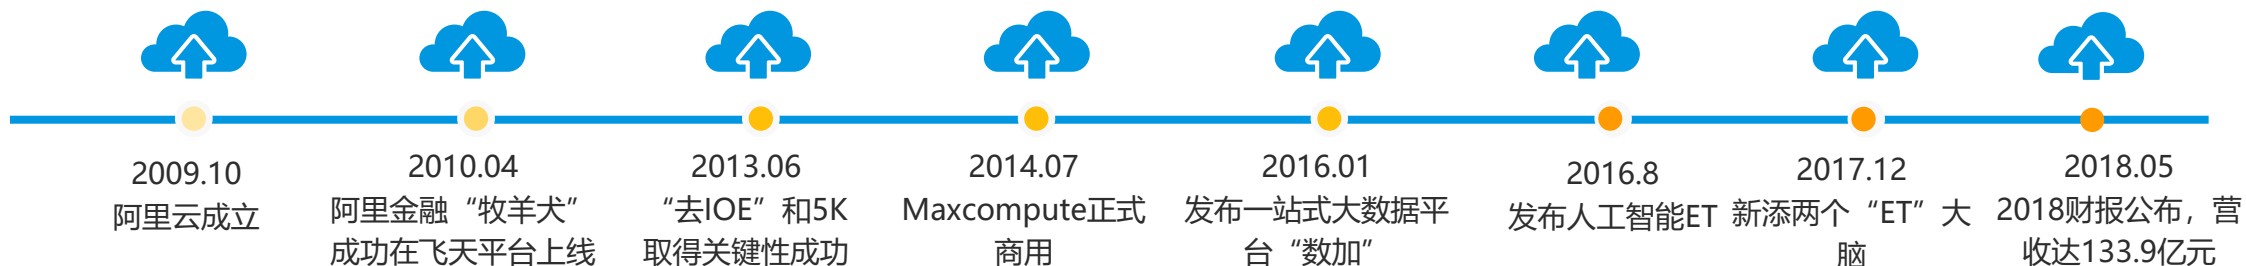 2009.10
阿里云成立
2010.04
阿里金融“牧羊犬”
成功在飞天平台上线
2013.06
“去IOE”和5K
取得关键性成功
2014.07
Maxcompute正式
商用
2016.01
发布一站式大数据平
台“数加”
2016.8
发布人工智能ET
2017.12
新添两个“ET”大
脑
2018.05
2018财报公布，营
收达133.9亿元